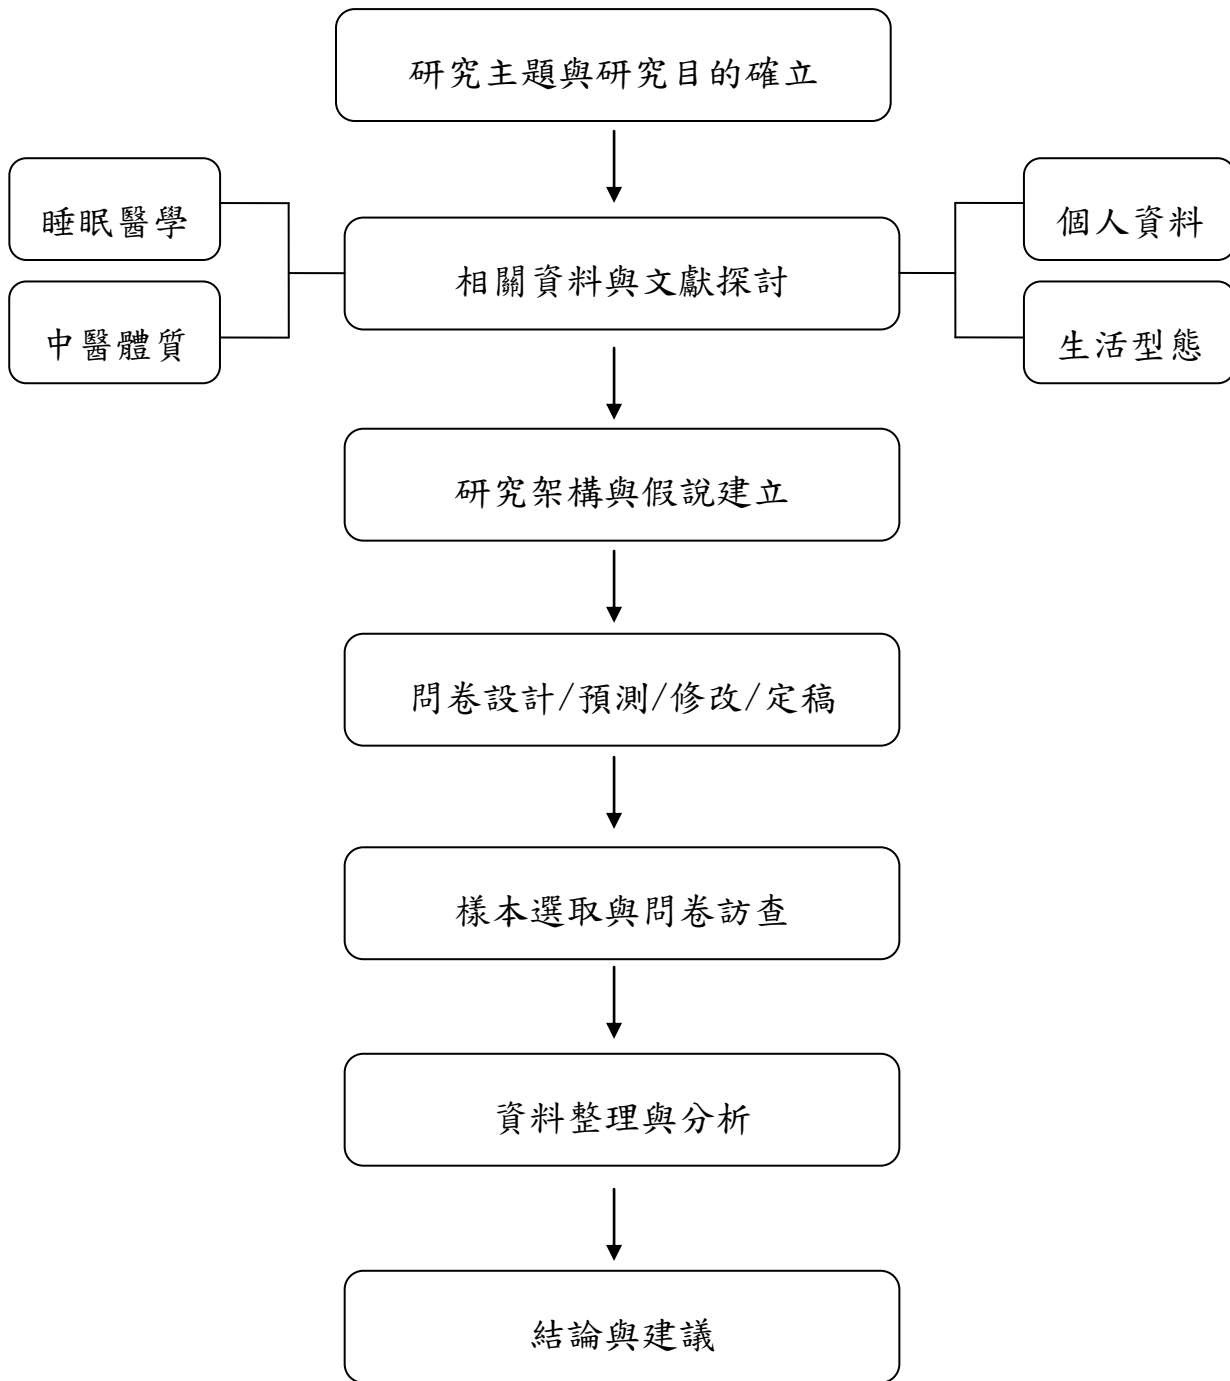 研究主題與研究目的確立
睡眠醫學
個人資料
相關資料與文獻探討
中醫體質
生活型態
研究架構與假說建立
問卷設計/預測/修改/定稿
樣本選取與問卷訪查
資料整理與分析
結論與建議